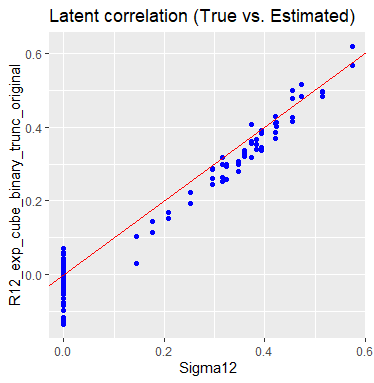 Latent correlation (True vs. Estimated)
R12_exp_cube_binary_trunc_original
0.6
0.4
0.2
0.0
0.0
0.2
0.4
0.6
Sigma12